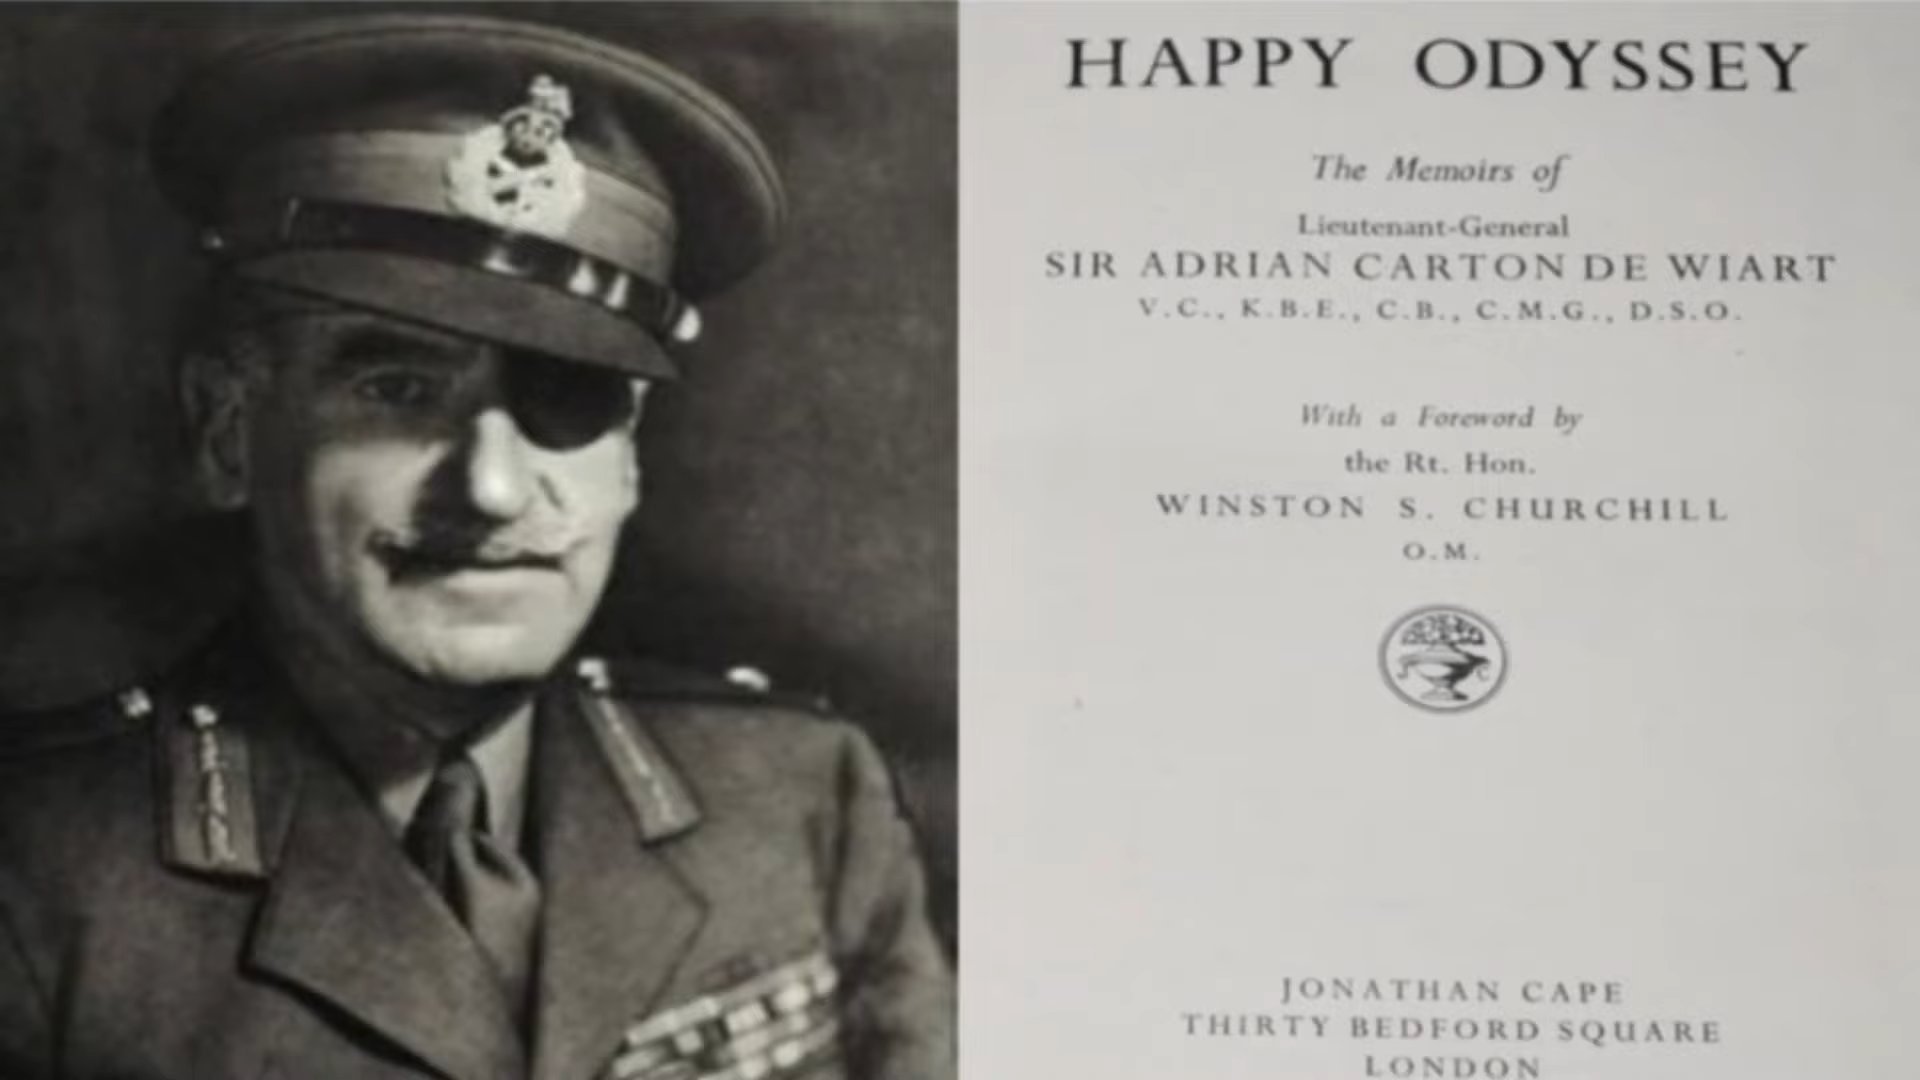 HAPPY ODYSSEY
The Memoirs of
Lieutenant-General
SIR ADRIAN CARTON DE WIART
V.C., K.B.E., C.B., C.M.G., D.S.O.
With a Foreword by
the Rt. Hon.
WINSTON S. CHURCHILL
O.M.
JONATHAN CAPE
THIRTY BEDFORD SQUARE
LONDON